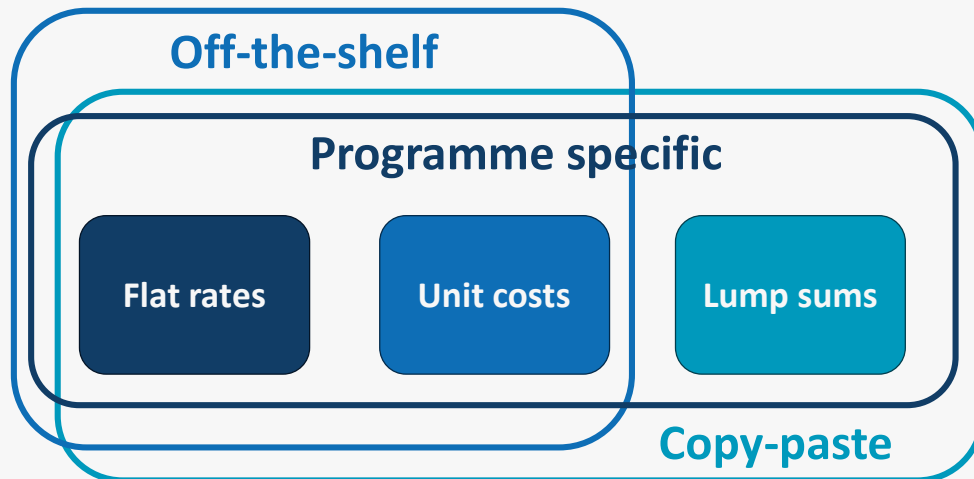 Off-the-shelf
Programme specific
Flat rates
Unit costs
Lump sums
Copy-paste